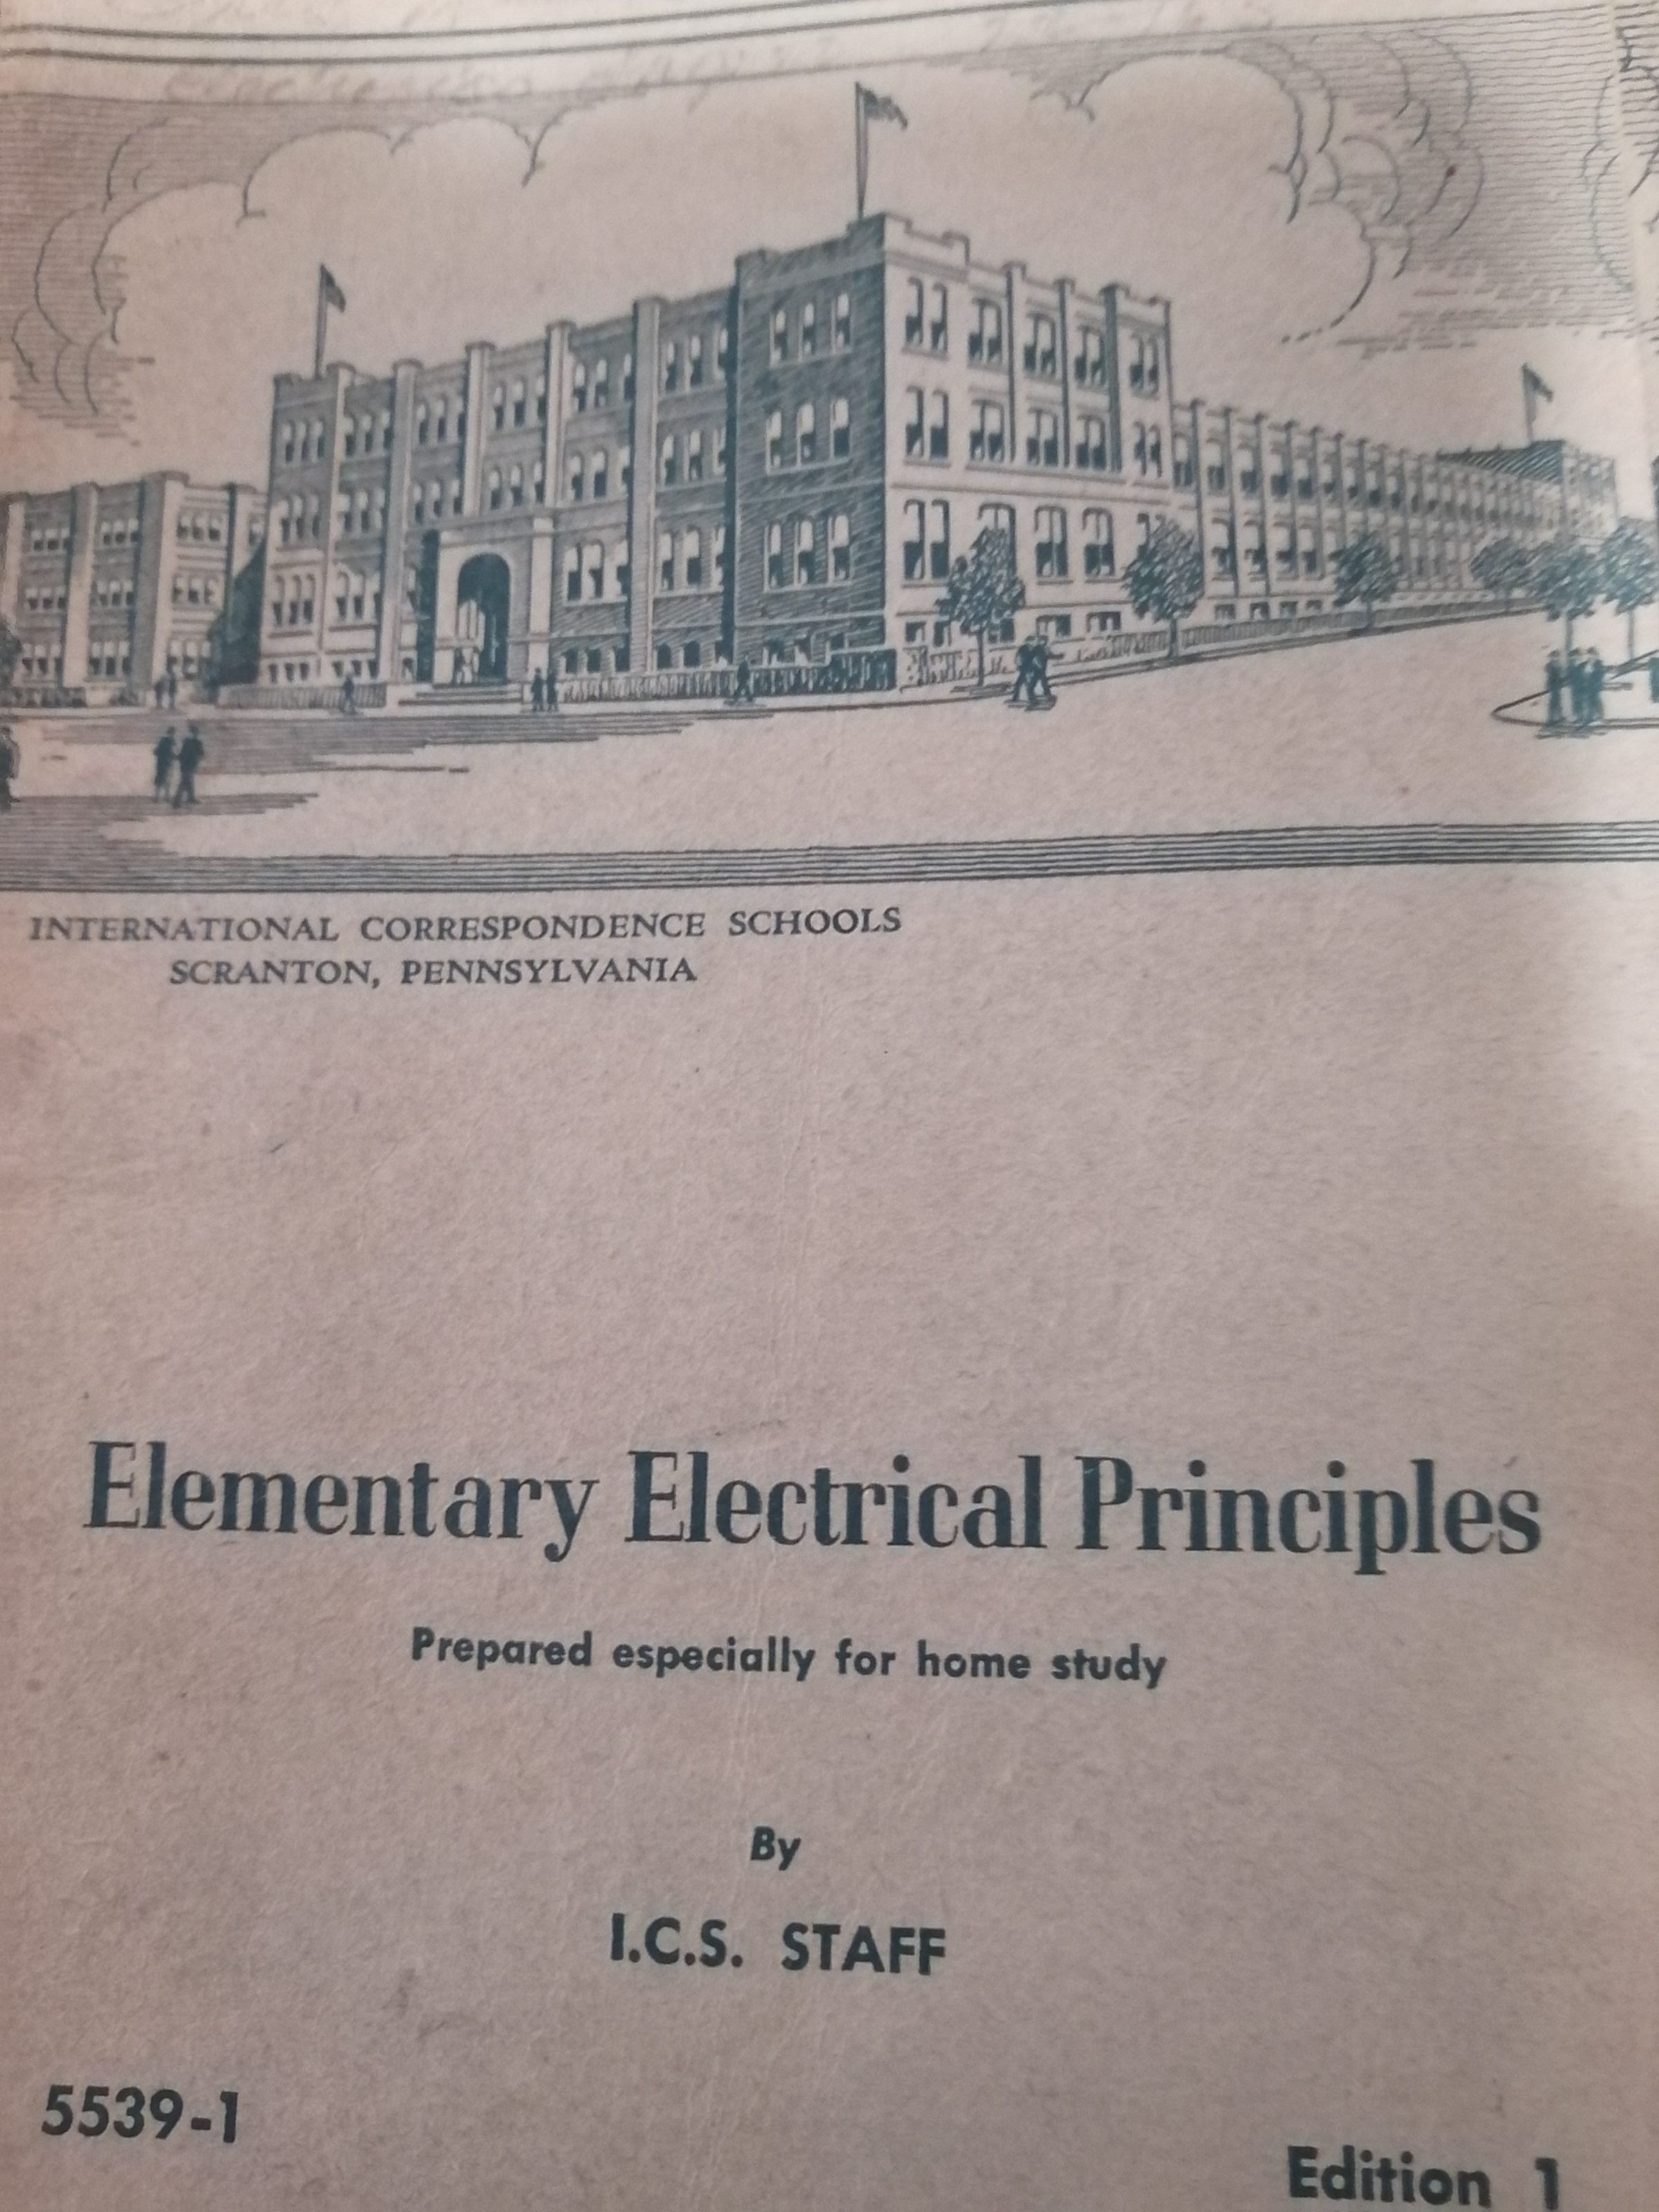 INTERNATIONAL CORRESPONDENCE SCHOOLS
SCRANTON, PENNSYLVANIA
Elementary Electrical Principles
Prepared especially for home study
By
I.C.S. STAFF
5539-1
Edition 1